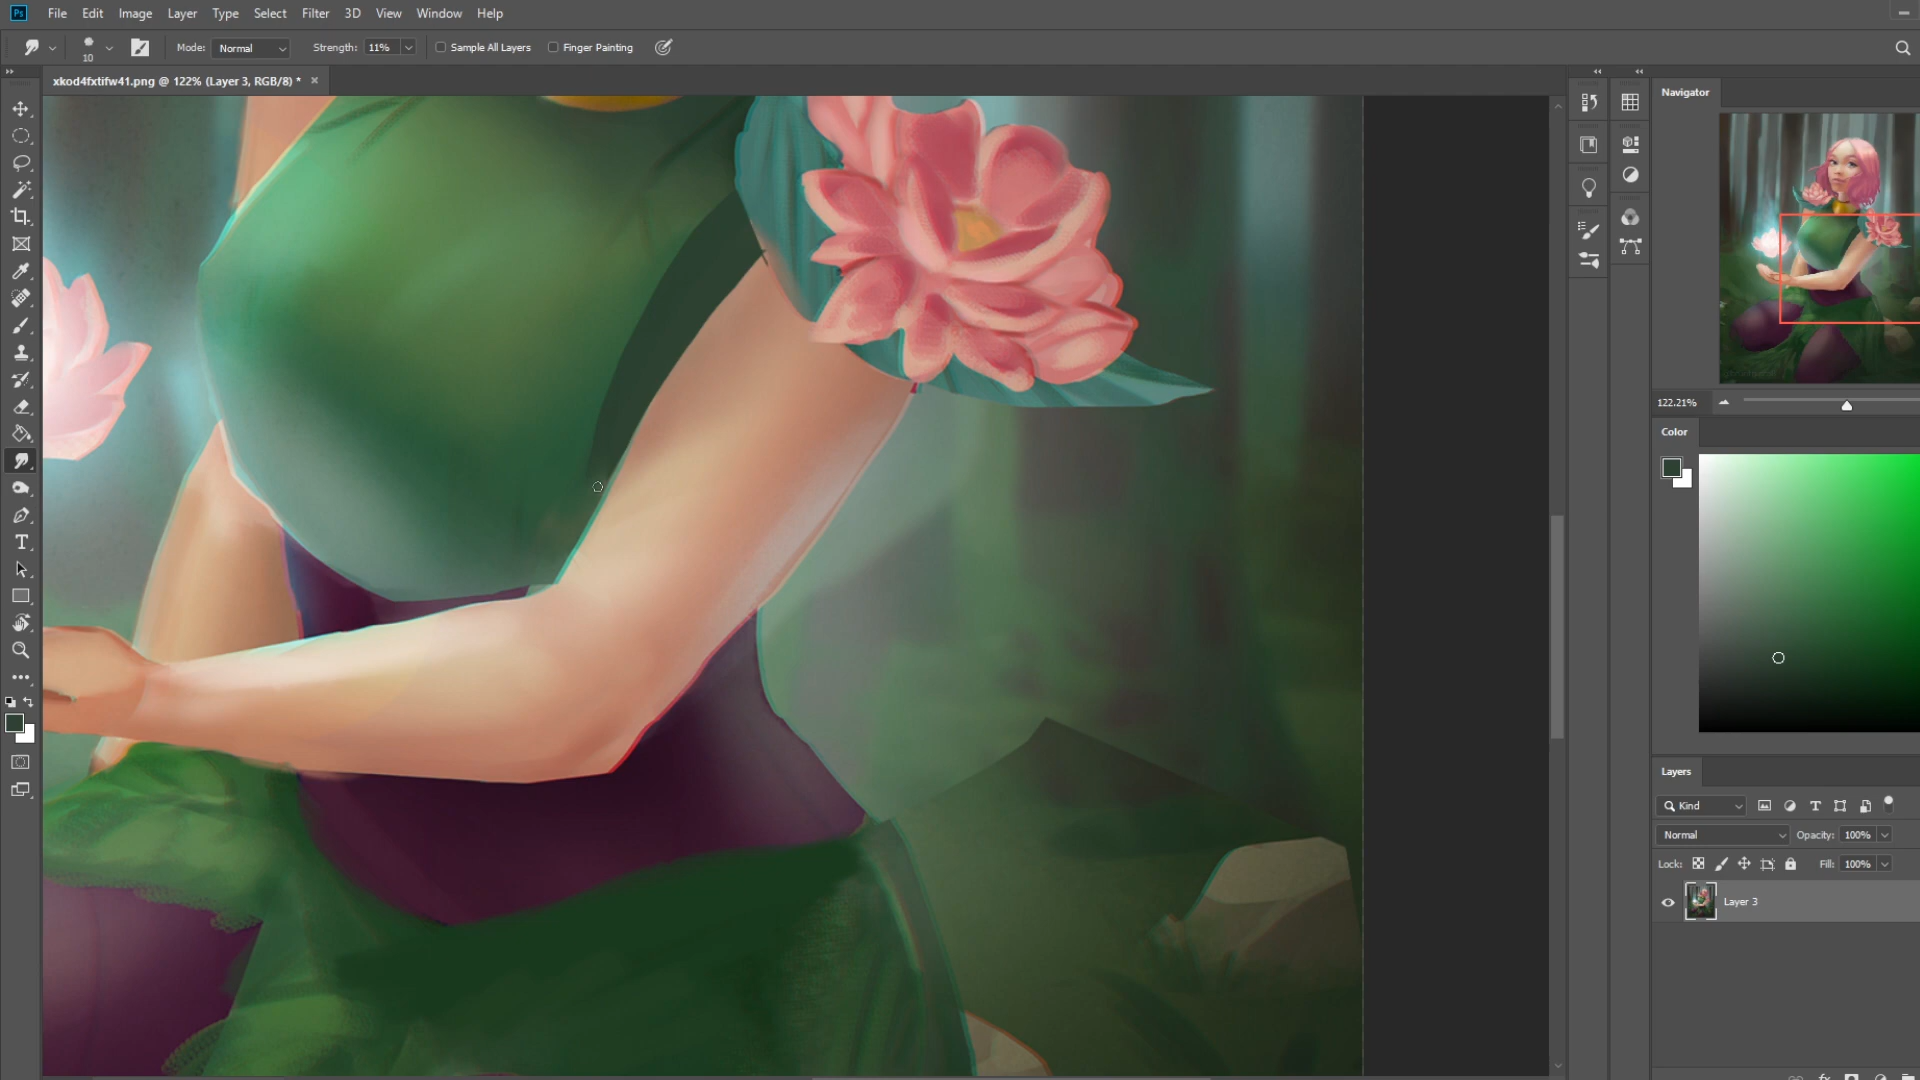 Ps File Edit Image Layer Type Select Filter 3D View Window Help
10 Mode: Normal Strength: 11% Sample All Layers Finger Painting
xkod4fxtifw41.png @ 122% (Layer 3, RGB/8) *
Navigator
122.21%
Color
Layers
Kind
Normal Opacity: 100%
Lock: Fill: 100%
Layer 3
fx